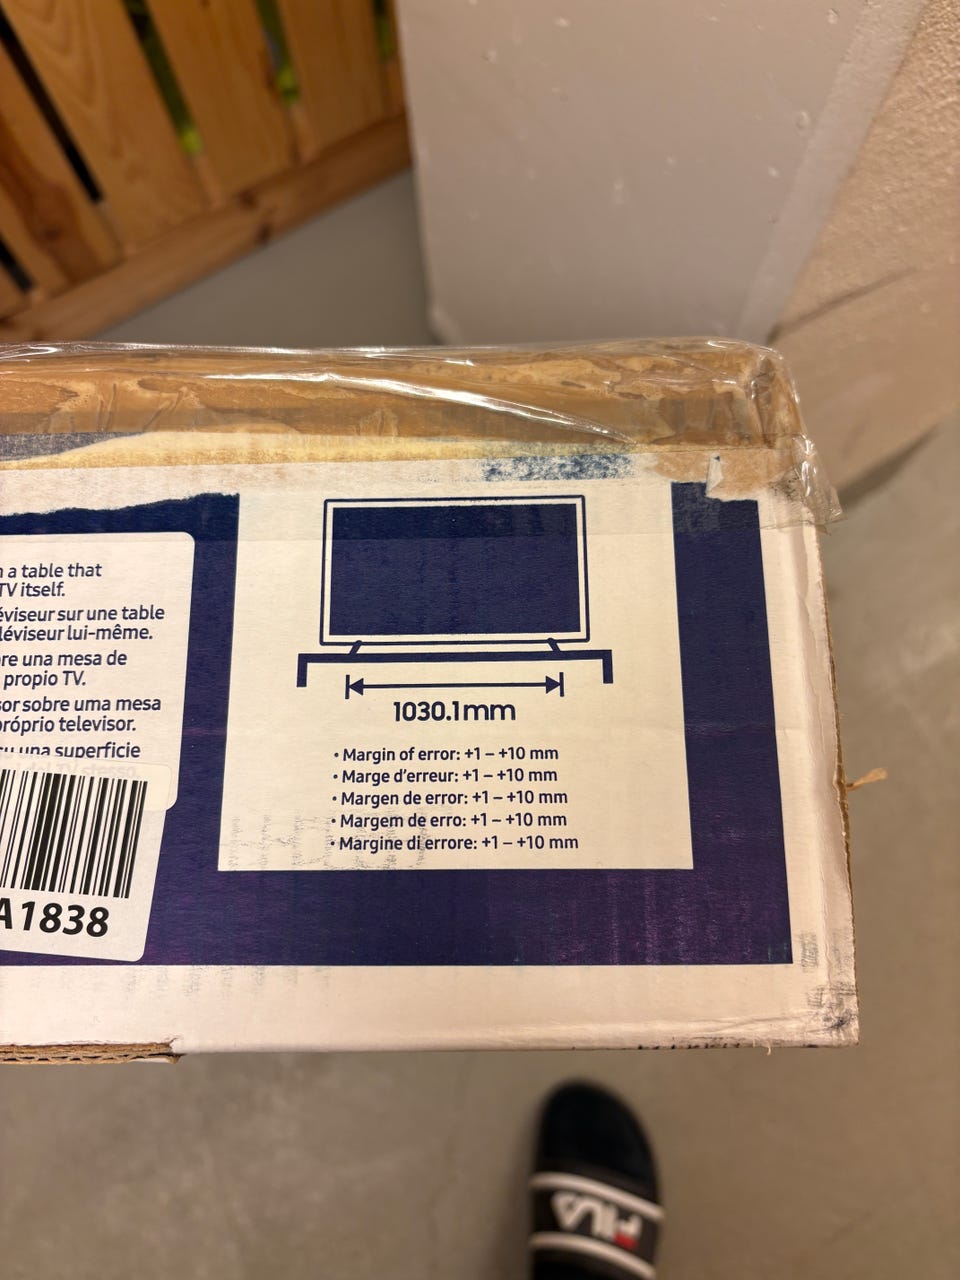 n a table that
TV itself.
éviseur sur une table
léviseur lui-même.
re una mesa de
propio TV.
sor sobre uma mesa
próprio televisor.
una superficie
A1838
1030.1mm
• Margin of error: +1 – +10 mm
• Marge d'erreur: +1 – +10 mm
• Margen de error: +1 – +10 mm
• Margem de erro: +1 – +10 mm
• Margine di errore: +1 – +10 mm
FILA